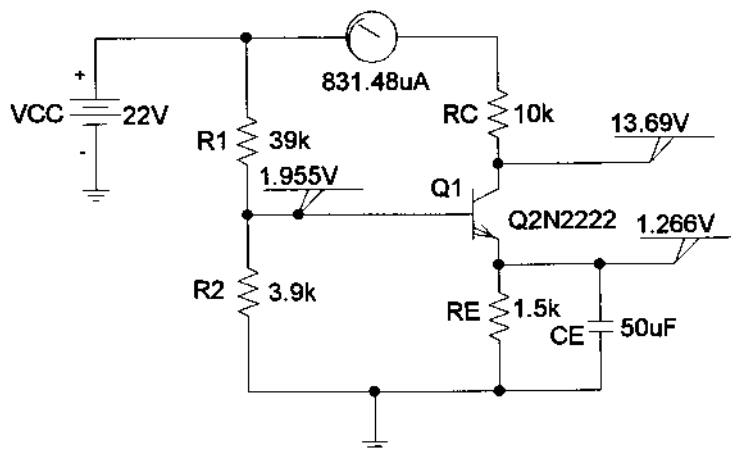 831.48uA
+
VCC
22V
-
R1
39k
RC
10k
13.69V
1.955V
Q1
Q2N2222
1.266V
R2
3.9k
RE
1.5k
CE
50uF